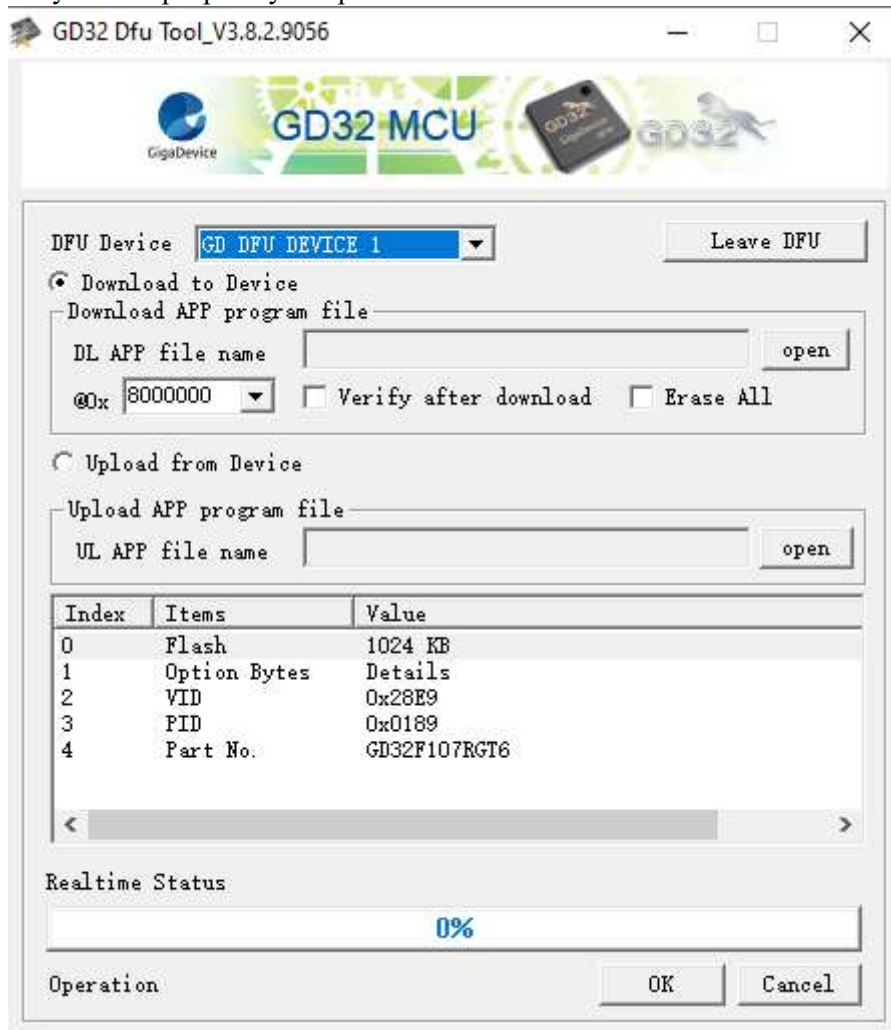 GD32 Dfu Tool_V3.8.2.9056
GigaDevice
GD32 MCU
GD32
GigaDevice
GD32
DFU Device GD DFU DEVICE 1 Leave DFU
Download to Device
Download APP program file
DL APP file name open
@0x 8000000 Verify after download Erase All
Upload from Device
Upload APP program file
UL APP file name open
Index Items Value
0 Flash 1024 KB
1 Option Bytes Details
2 VID 0x28E9
3 PID 0x0189
4 Part No. GD32F107RGT6
Realtime Status
0%
Operation OK Cancel